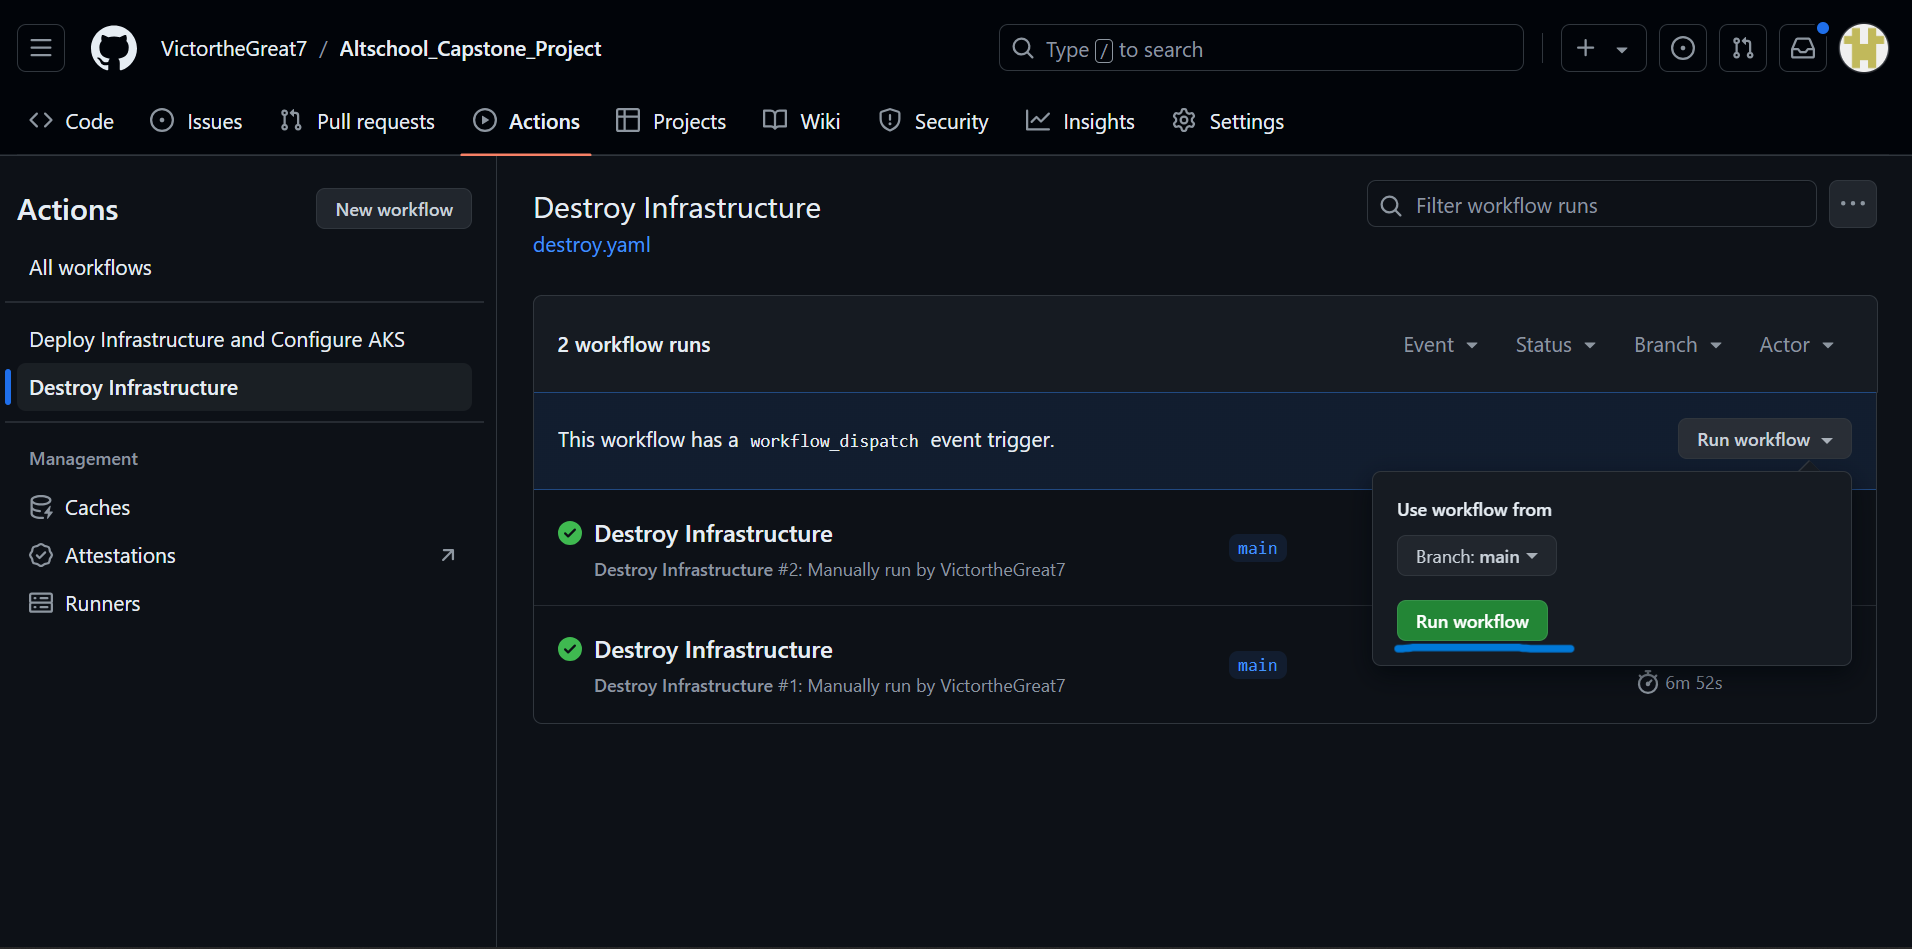 VictortheGreat7 / Altschool_Capstone_Project
Type / to search
Code Issues Pull requests Actions Projects Wiki Security Insights Settings
Actions
New workflow
All workflows
Deploy Infrastructure and Configure AKS
Destroy Infrastructure
Management
Caches
Attestations
Runners
Destroy Infrastructure
destroy.yaml
Filter workflow runs
2 workflow runs
Event Status Branch Actor
This workflow has a workflow_dispatch event trigger.
Run workflow
Use workflow from
Branch: main
Run workflow
Destroy Infrastructure
Destroy Infrastructure #2: Manually run by VictortheGreat7
main
Destroy Infrastructure
Destroy Infrastructure #1: Manually run by VictortheGreat7
main
6m 52s